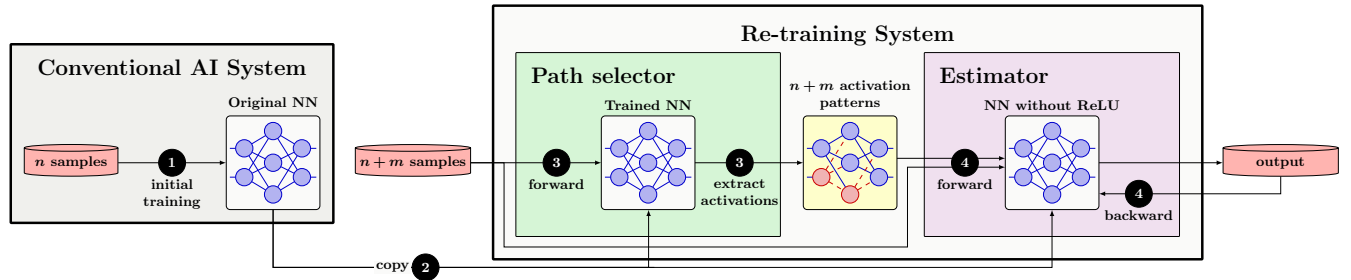 Conventional AI System
Original NN
n samples
1
initial
training
copy
2
Re-training System
n + m samples
Path selector
Trained NN
3
forward
3
extract
activations
n + m activation
patterns
Estimator
NN without ReLU
4
forward
4
backward
output